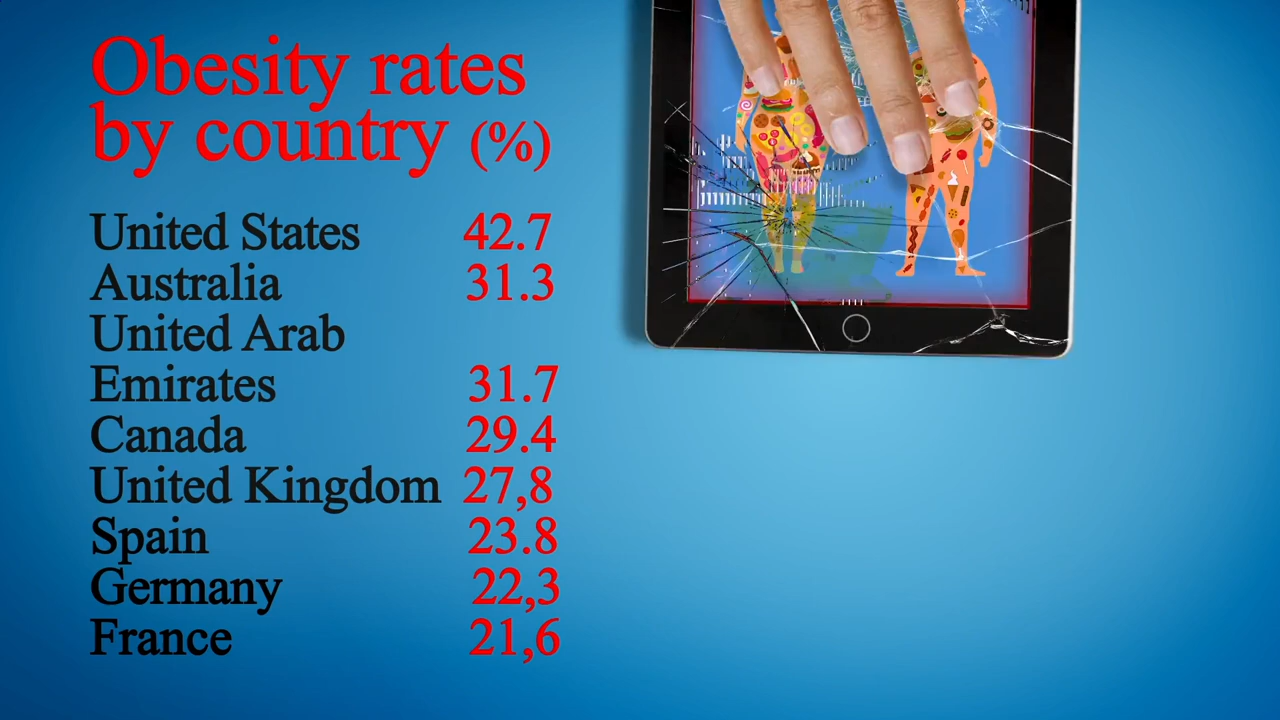 Obesity rates
by country (%)
United States 42.7
Australia 31.3
United Arab
Emirates 31.7
Canada 29.4
United Kingdom 27,8
Spain 23.8
Germany 22,3
France 21,6